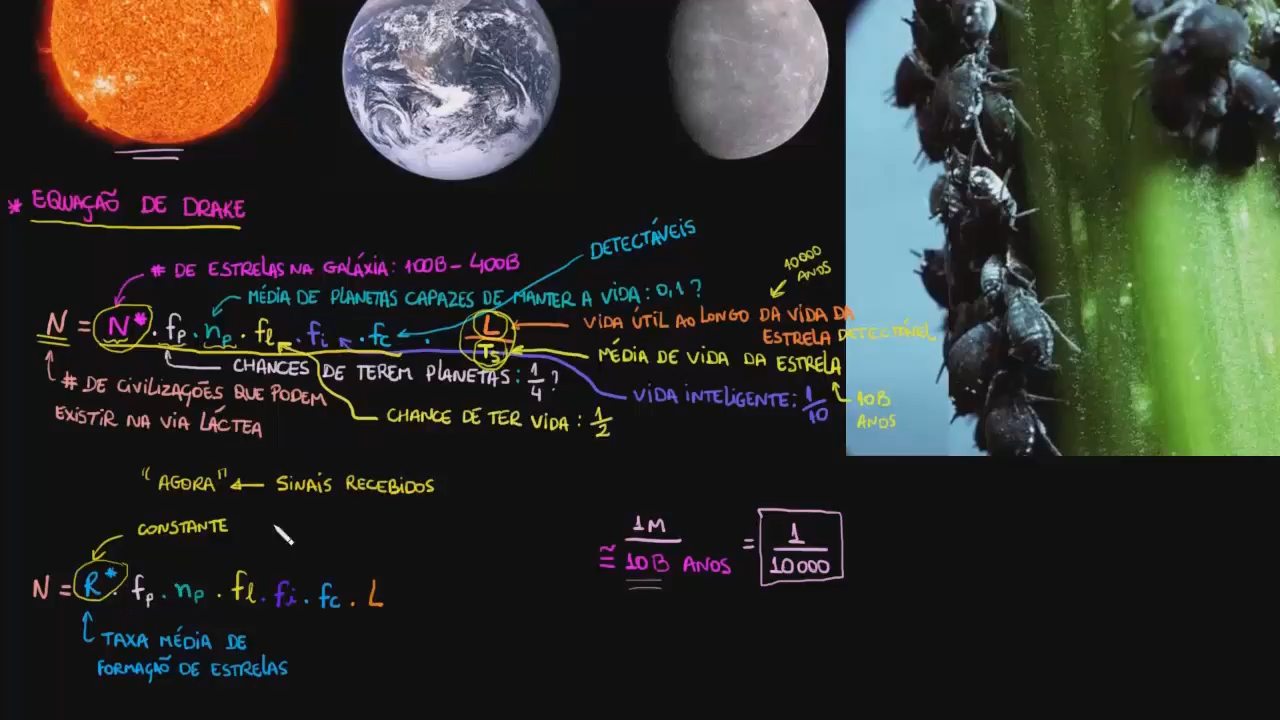 * EQUAÇÃO DE DRAKE
DETECTÁVEIS
# DE ESTRELAS NA GALÁXIA: 100B - 400B
10000
ANOS
MÉDIA DE PLANETAS CAPAZES DE MANTER A VIDA: 0,1 ?
N = N* . fp . np . fl . fi . fc . L/Ts
VIDA ÚTIL AO LONGO DA VIDA DA
ESTRELA DETECTÁVEL
MÉDIA DE VIDA DA ESTRELA
CHANCES DE TEREM PLANETAS: 1/4 ?
# DE CIVILIZAÇÕES QUE PODEM
EXISTIR NA VIA LÁCTEA
VIDA INTELIGENTE: 1/10
10B
ANOS
CHANCE DE TER VIDA: 1/2
"AGORA" ← SINAIS RECEBIDOS
CONSTANTE
≅ 1M/10B ANOS = 1/10000
N = R* . fp . np . fl . fi . fc . L
TAXA MÉDIA DE
FORMAÇÃO DE ESTRELAS